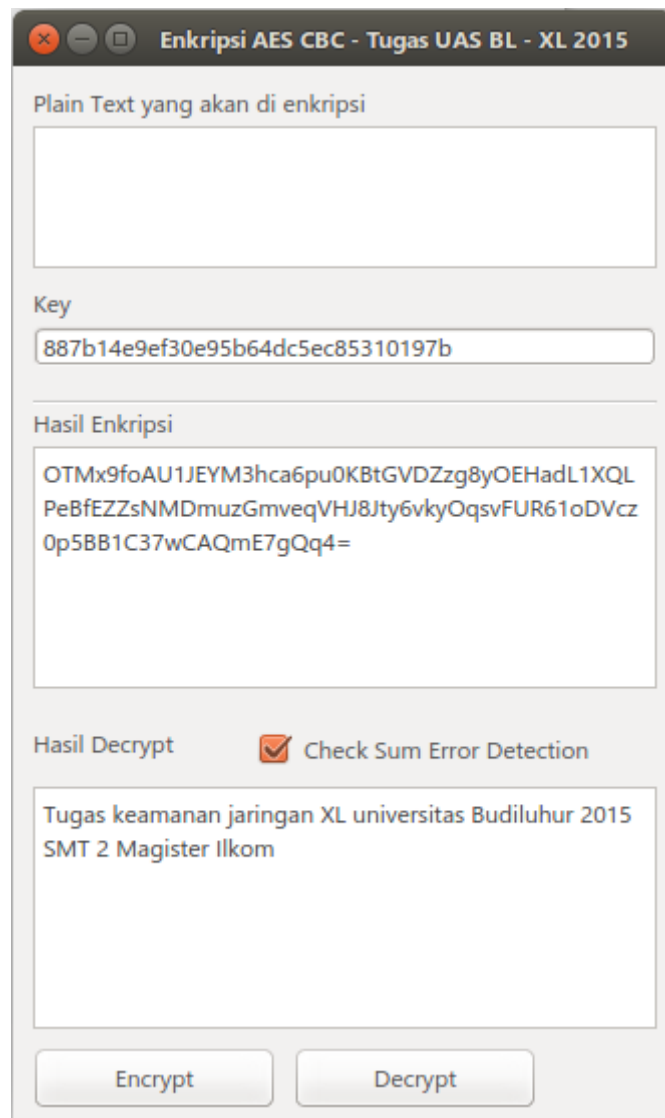 Enkripsi AES CBC - Tugas UAS BL - XL 2015
Plain Text yang akan di enkripsi
Key
887b14e9ef30e95b64dc5ec85310197b
Hasil Enkripsi
OTMx9foAU1JEYM3hca6pu0KBtGVDZzg8yOEHadL1XQL
PeBfEZZsNMDmuzGmveqVHJ8Jty6vkyOqsvFUR61oDVcz
0p5BB1C37wCAQmE7gQq4=
Hasil Decrypt
Check Sum Error Detection
Tugas keamanan jaringan XL universitas Budiluhur 2015
SMT 2 Magister Ilkom
Encrypt
Decrypt